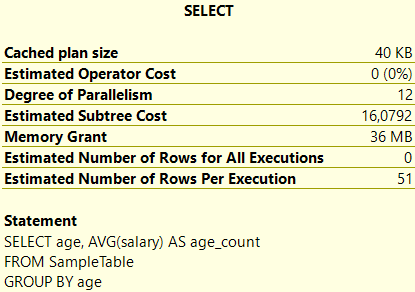 SELECT
Cached plan size 40 KB
Estimated Operator Cost 0 (0%)
Degree of Parallelism 12
Estimated Subtree Cost 16,0792
Memory Grant 36 MB
Estimated Number of Rows for All Executions 0
Estimated Number of Rows Per Execution 51
Statement
SELECT age, AVG(salary) AS age_count
FROM SampleTable
GROUP BY age